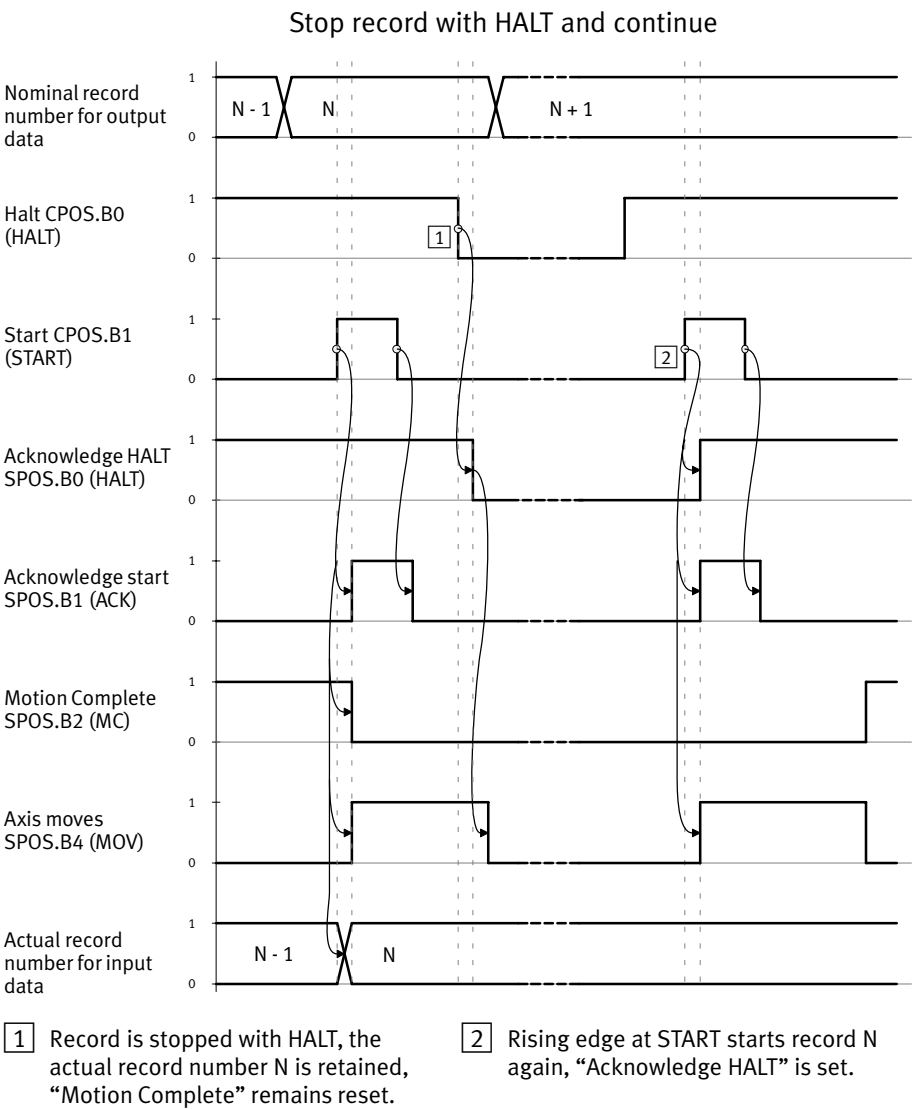 Stop record with HALT and continue
Nominal record
number for output
data
1
0
N - 1
N
N + 1
Halt CPOS.B0
(HALT)
1
0
1
Start CPOS.B1
(START)
1
0
2
Acknowledge HALT
SPOS.B0 (HALT)
1
0
Acknowledge start
SPOS.B1 (ACK)
1
0
Motion Complete
SPOS.B2 (MC)
1
0
Axis moves
SPOS.B4 (MOV)
1
0
Actual record
number for input
data
1
0
N - 1
N
1 Record is stopped with HALT, the
actual record number N is retained,
“Motion Complete” remains reset.
2 Rising edge at START starts record N
again, “Acknowledge HALT” is set.